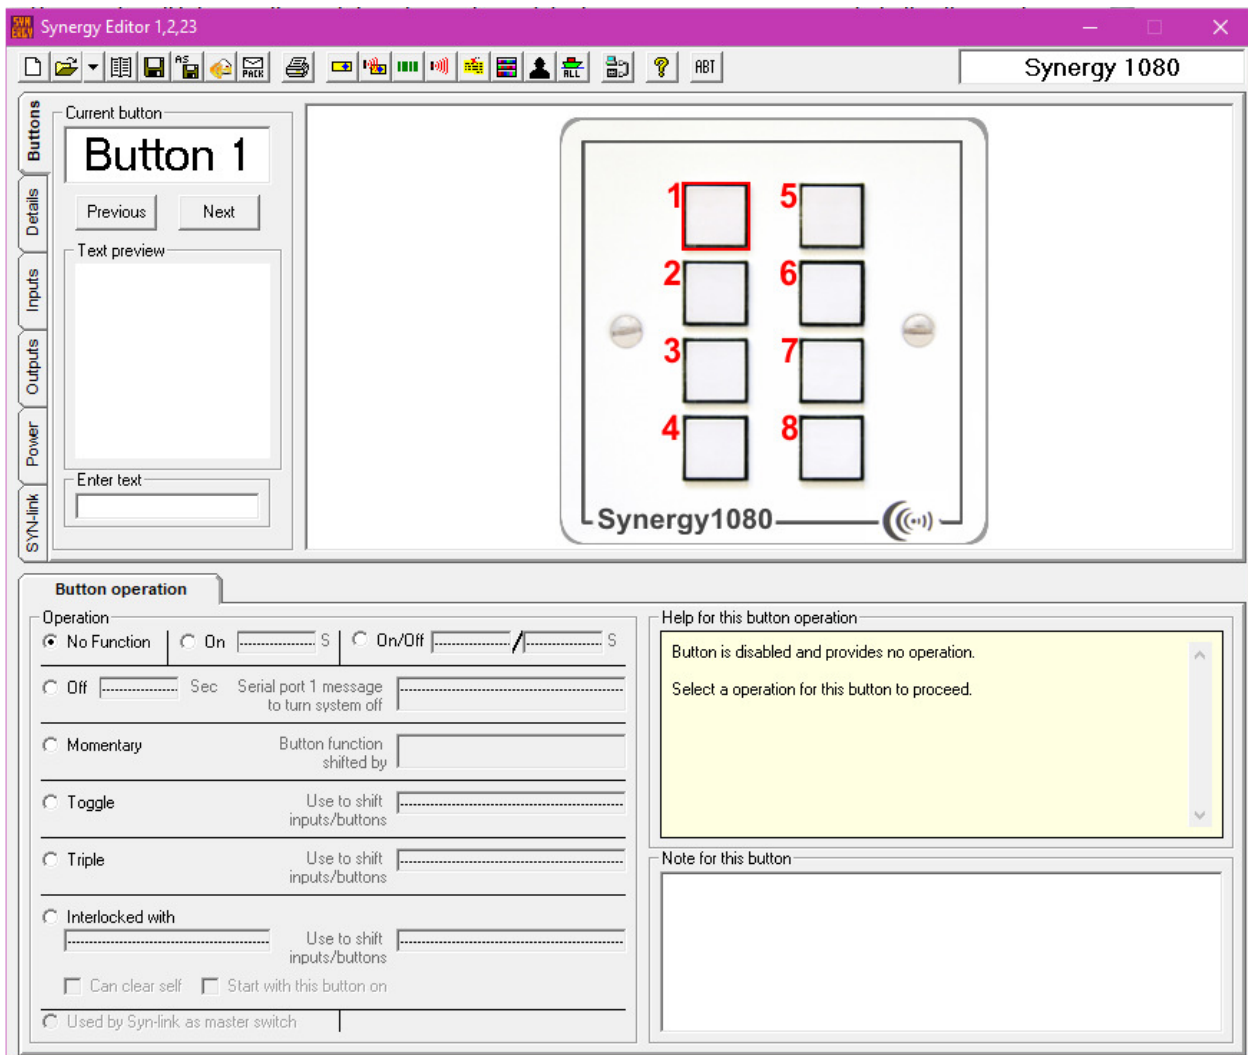 Synergy Editor 1,2,23
AS
PACK
ALL
ABT
Synergy 1080
Buttons
Details
Inputs
Outputs
Power
SYN-link
Current button
Button 1
Previous
Next
Text preview
Enter text
1
5
2
6
3
7
4
8
Synergy1080
Button operation
Operation
No Function
On
S
On/Off
/
S
Off
Sec
Serial port 1 message
to turn system off
Momentary
Button function
shifted by
Toggle
Use to shift
inputs/buttons
Triple
Use to shift
inputs/buttons
Interlocked with
Use to shift
inputs/buttons
Can clear self
Start with this button on
Used by Syn-link as master switch
Help for this button operation
Button is disabled and provides no operation.
Select a operation for this button to proceed.
Note for this button